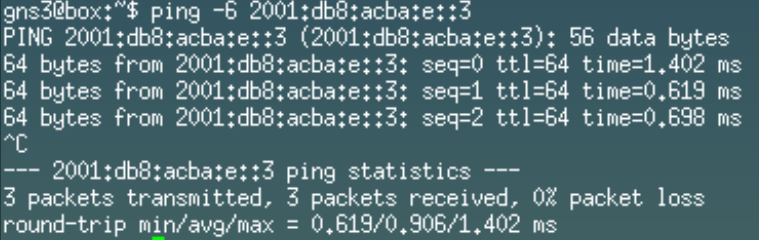 gns3@box:~$ ping -6 2001:db8:acba:e::3
PING 2001:db8:acba:e::3 (2001:db8:acba:e::3): 56 data bytes
64 bytes from 2001:db8:acba:e::3: seq=0 ttl=64 time=1.402 ms
64 bytes from 2001:db8:acba:e::3: seq=1 ttl=64 time=0.619 ms
64 bytes from 2001:db8:acba:e::3: seq=2 ttl=64 time=0.698 ms
^C
--- 2001:db8:acba:e::3 ping statistics ---
3 packets transmitted, 3 packets received, 0% packet loss
round-trip min/avg/max = 0.619/0.906/1.402 ms